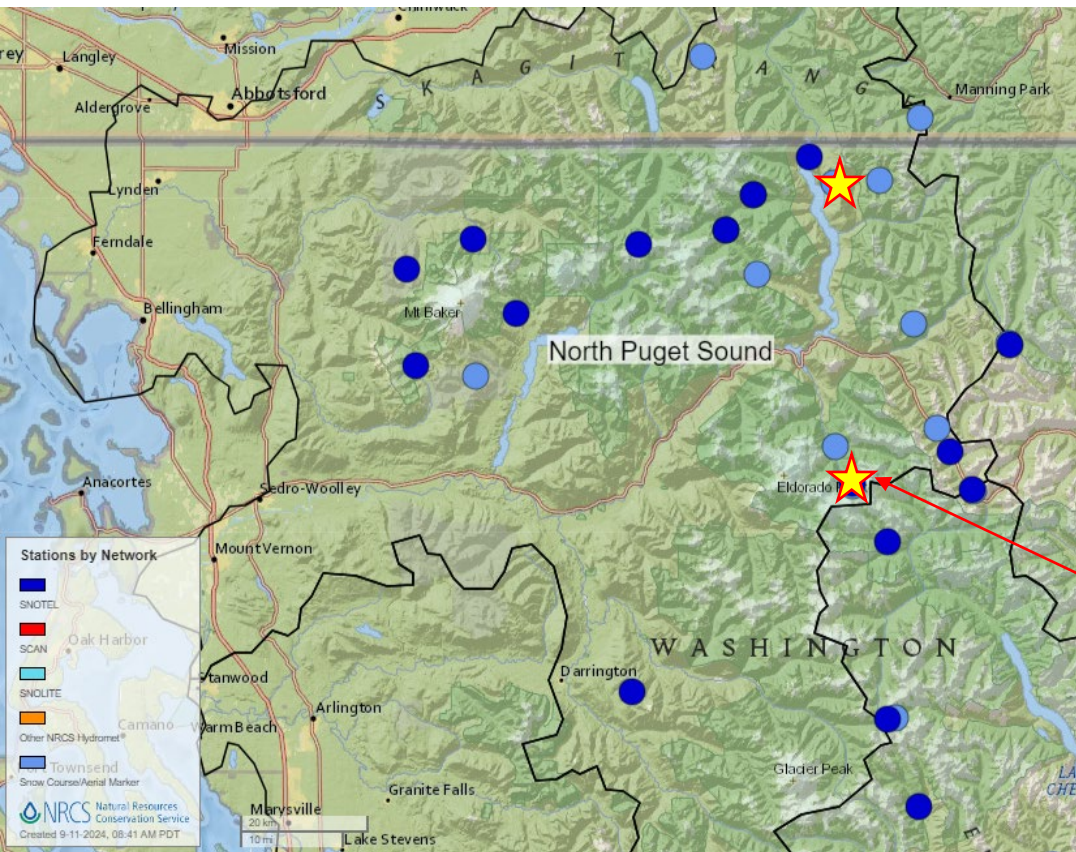 Mission
Langley
Abbotsford
Aldergrove
S K A G I T
A N G
Manning Park
Lynden
Ferndale
Mt Baker
Bellingham
North Puget Sound
Anacortes
Sedro-Woolley
Eldorado
Mount Vernon
Stations by Network
SNOTEL
SCAN
SNOLITE
Other NRCS Hydromet
Snow Course/Aerial Marker
NRCS Natural Resources
Conservation Service
Created 9-11-2024, 08:41 AM PDT
Oak Harbor
WASHINGTON
Darrington
Stanwood
Arlington
Camano
Warm Beach
Port Townsend
Glacier Peak
Granite Falls
Marysville
20 km
10 mi
Lake Stevens